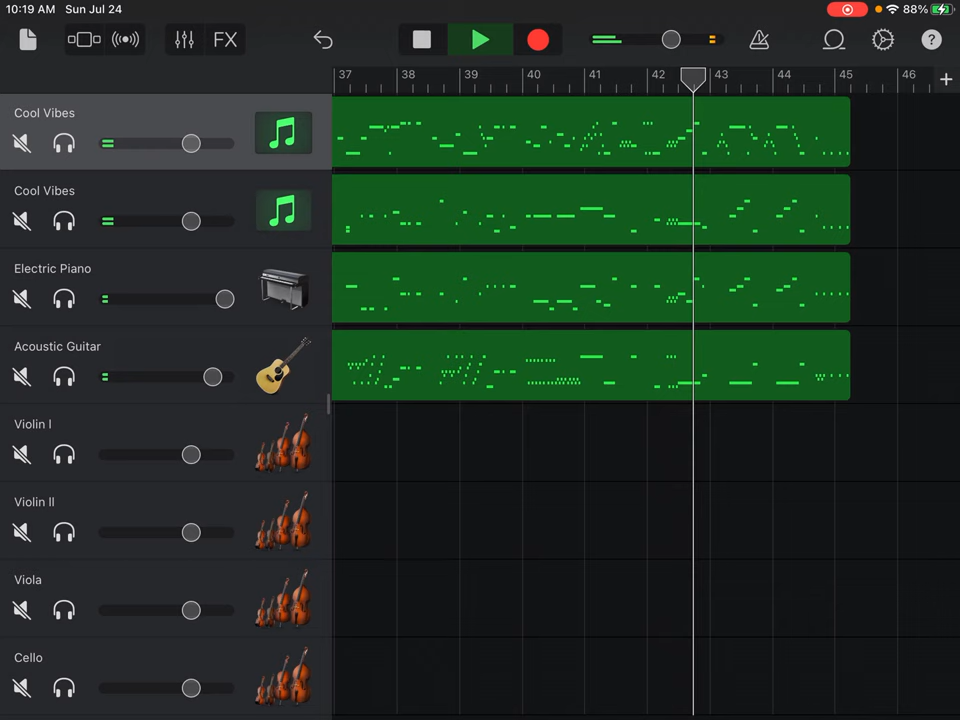 10:19 AM Sun Jul 24
88%
FX
?
37 38 39 40 41 42 43 44 45 46 +
Cool Vibes
Cool Vibes
Electric Piano
Acoustic Guitar
Violin I
Violin II
Viola
Cello